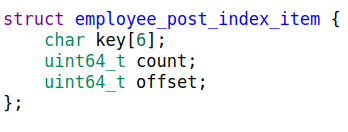 struct employee_post_index_item {
    char key[6];
    uint64_t count;
    uint64_t offset;
};